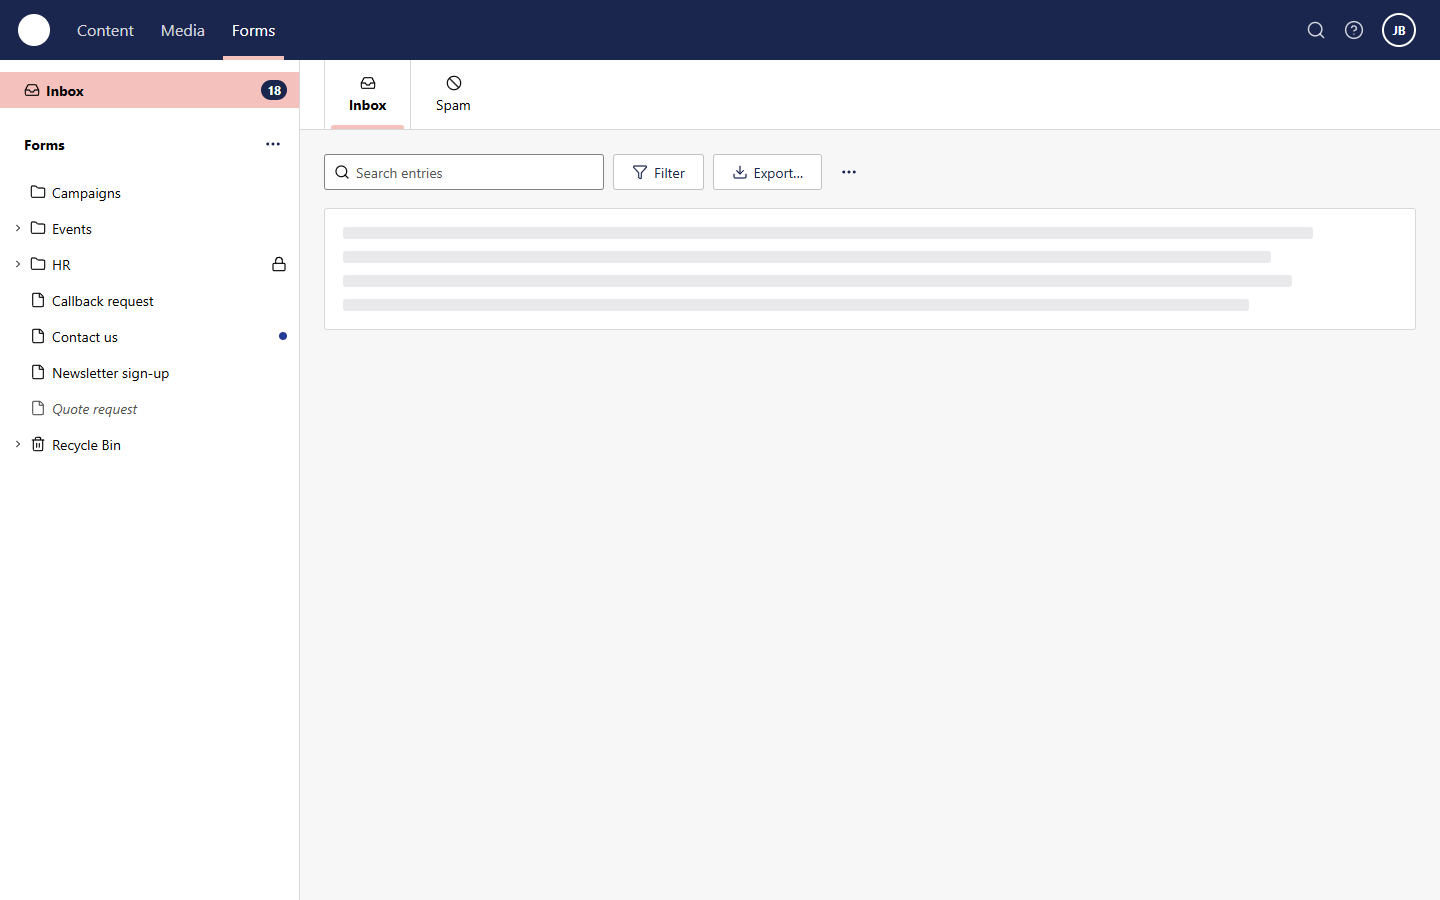 Content Media Forms
JB
Inbox 18
Forms
Campaigns
Events
HR
Callback request
Contact us
Newsletter sign-up
Quote request
Recycle Bin
Inbox
Spam
Search entries
Filter
Export...